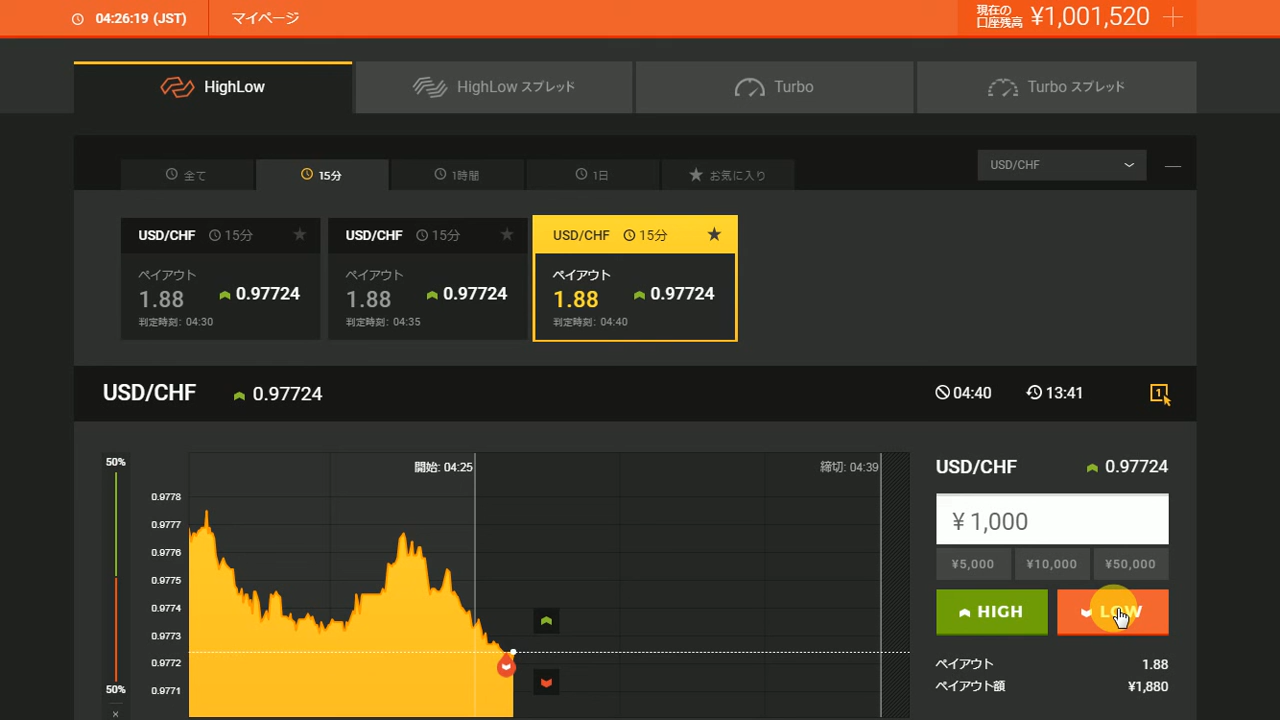 04:26:19 (JST)
マイページ
現在の
口座残高
¥1,001,520
HighLow
HighLow スプレッド
Turbo
Turbo スプレッド
全て
15分
1時間
1日
お気に入り
USD/CHF
USD/CHF 15分
ペイアウト
1.88 0.97724
判定時刻: 04:30
USD/CHF 15分
ペイアウト
1.88 0.97724
判定時刻: 04:35
USD/CHF 15分
ペイアウト
1.88 0.97724
判定時刻: 04:40
USD/CHF 0.97724
04:40
13:41
1
50%
50%
開始: 04:25
締切: 04:39
0.9778
0.9777
0.9776
0.9775
0.9774
0.9773
0.9772
0.9771
USD/CHF 0.97724
¥ 1,000
¥5,000
¥10,000
¥50,000
HIGH
LOW
ペイアウト 1.88
ペイアウト額 ¥1,880